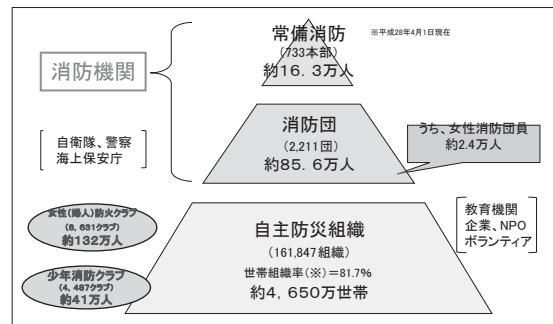 常備消防
(733本部)
約16. 3万人
※平成28年4月1日現在
消防機関
消防団
(2,211団)
約85. 6万人
うち、女性消防団員
約2.4万人
自衛隊、警察
海上保安庁
女性(婦人)防火クラブ
(8, 631クラブ)
約132万人
少年消防クラブ
(4, 487クラブ)
約41万人
自主防災組織
(161,847組織)
世帯組織率(※)＝81.7%
約4, 650万世帯
教育機関
企業、NPO
ボランティア